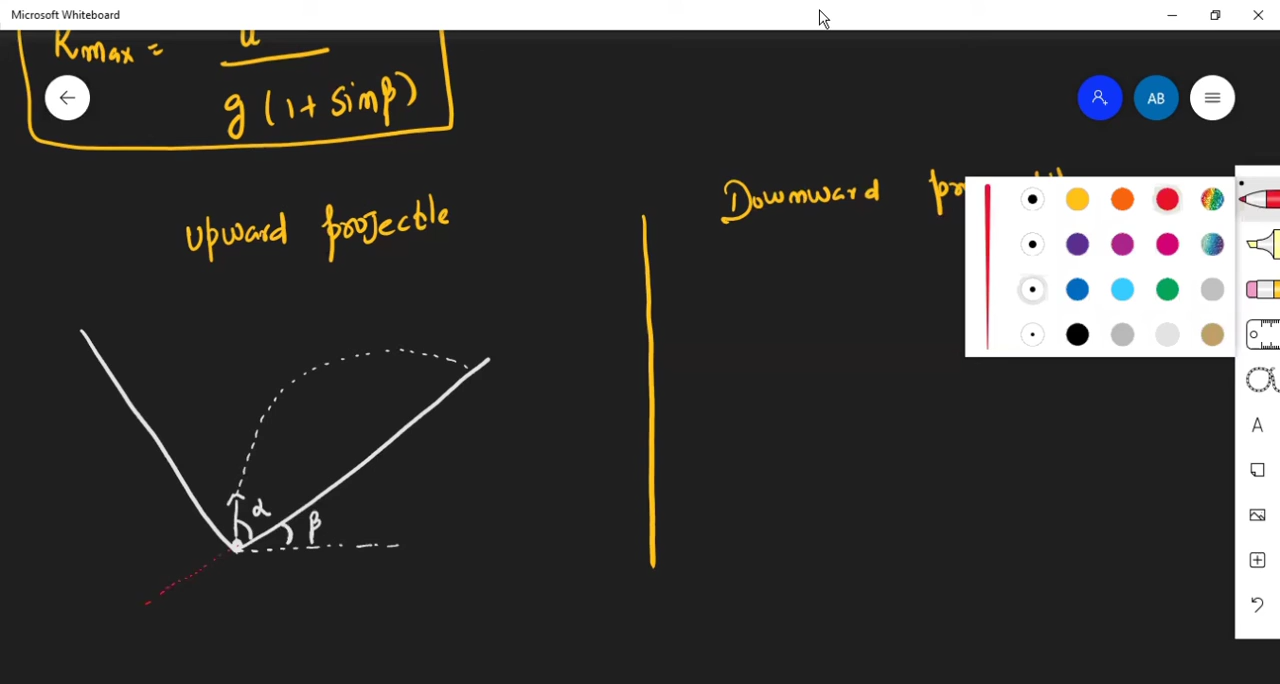 Microsoft Whiteboard
Rmax =
g (1 + sinβ)
AB
Upward projectile
Downward
A
α
β